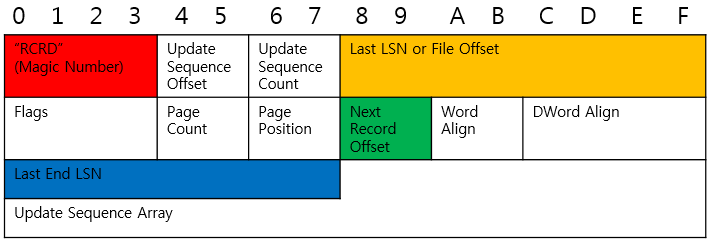 0 1 2 3 4 5 6 7 8 9 A B C D E F
"RCRD"
(Magic Number)
Update
Sequence
Offset
Update
Sequence
Count
Last LSN or File Offset
Flags
Page
Count
Page
Position
Next
Record
Offset
Word
Align
DWord Align
Last End LSN
Update Sequence Array